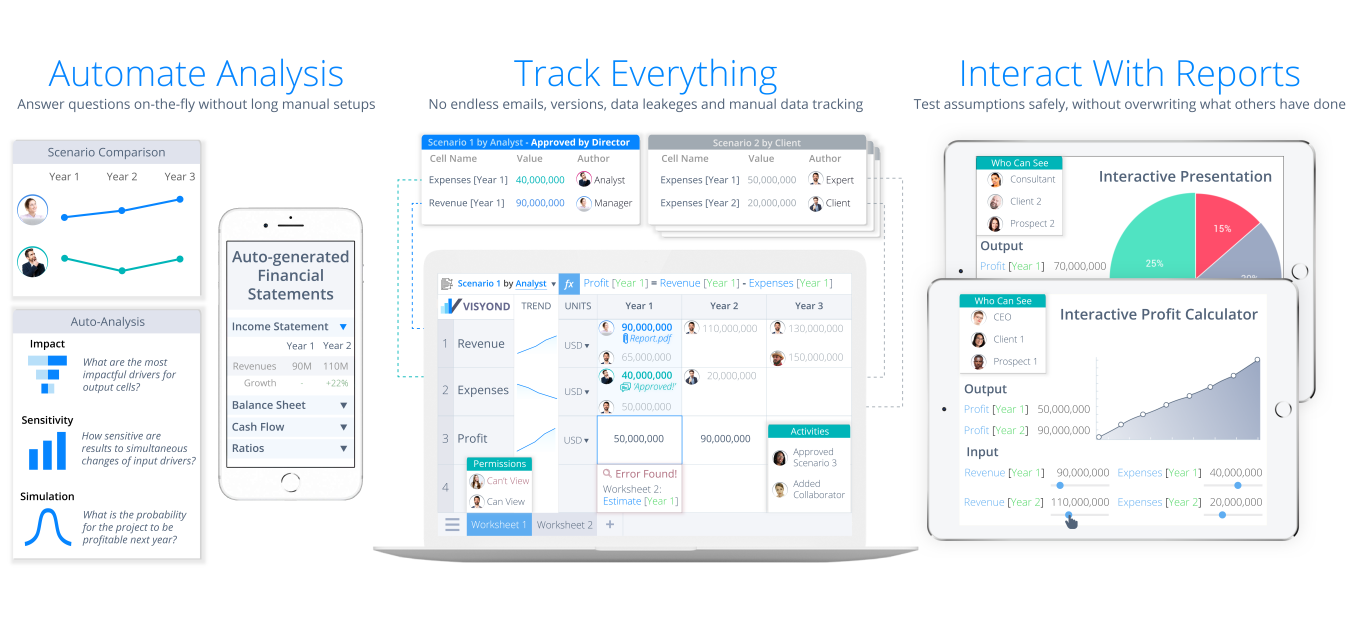 Automate Analysis
Answer questions on-the-fly without long manual setups
Scenario Comparison
Year 1 Year 2 Year 3
Auto-Analysis
Impact
What are the most
impactful drivers for
output cells?
Sensitivity
How sensitive are
results to simultaneous
changes of input drivers?
Simulation
What is the probability
for the project to be
profitable next year?
Auto-generated
Financial
Statements
Income Statement ▼
Year 1 Year 2
Revenues 90M 110M
Growth - +22%
Balance Sheet ▼
Cash Flow ▼
Ratios ▼
Track Everything
No endless emails, versions, data leakeges and manual data tracking
Scenario 1 by Analyst - Approved by Director
Cell Name Value Author
Expenses [Year 1] 40,000,000 Analyst
Revenue [Year 1] 90,000,000 Manager
Scenario 2 by Client
Cell Name Value Author
Expenses [Year 1] 50,000,000 Expert
Expenses [Year 2] 20,000,000 Client
Scenario 1 by Analyst ▼ fx Profit [Year 1] = Revenue [Year 1] - Expenses [Year 1]
VISYOND TREND UNITS Year 1 Year 2 Year 3
1 Revenue USD ▼
90,000,000 110,000,000 130,000,000
Report.pdf
65,000,000 150,000,000
2 Expenses USD ▼
40,000,000 20,000,000
'Approved!'
50,000,000
3 Profit USD ▼ 50,000,000 90,000,000
4
Permissions
Can't View
Can View
Error Found!
Worksheet 2:
Estimate [Year 1]
Activities
Approved
Scenario 3
Added
Collaborator
Worksheet 1 Worksheet 2 +
Interact With Reports
Test assumptions safely, without overwriting what others have done
Who Can See
Consultant
Client 2
Prospect 2
Interactive Presentation
15%
25%
Output
Profit [Year 1] 70,000,000
Who Can See
CEO
Client 1
Prospect 1
Interactive Profit Calculator
Output
Profit [Year 1] 50,000,000
Profit [Year 2] 90,000,000
Input
Revenue [Year 1] 90,000,000 Expenses [Year 1] 40,000,000
Revenue [Year 2] 110,000,000 Expenses [Year 2] 20,000,000